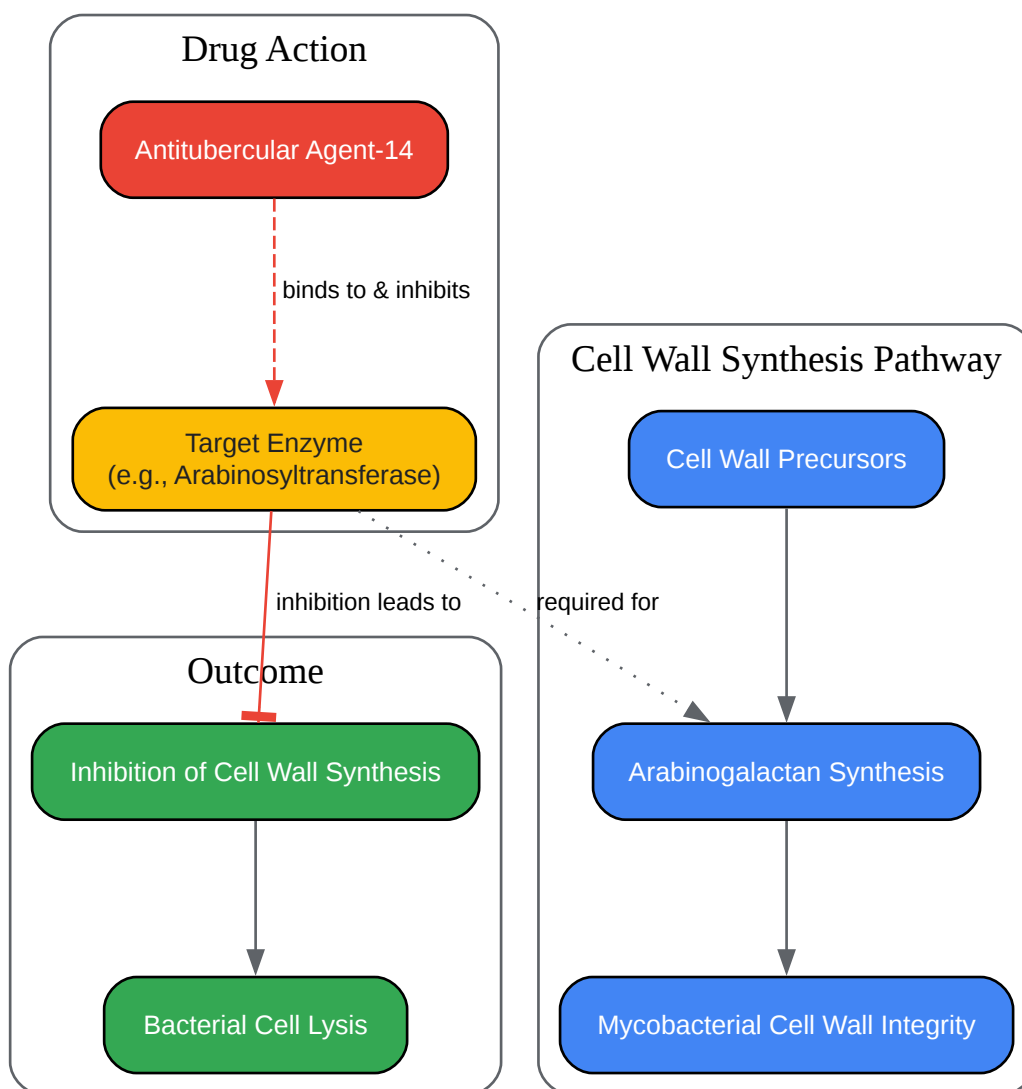 Drug Action
Antitubercular Agent-14
binds to & inhibits
Target Enzyme
(e.g., Arabinosyltransferase)
Cell Wall Synthesis Pathway
Cell Wall Precursors
inhibition leads to
required for
Outcome
Inhibition of Cell Wall Synthesis
Arabinogalactan Synthesis
Bacterial Cell Lysis
Mycobacterial Cell Wall Integrity